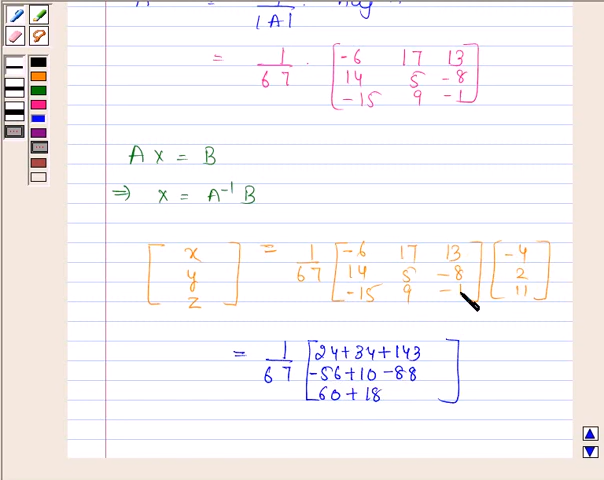 = 1/|A|
= 1/67 . [-6 17 13
14 5 -8
-15 9 -1]
A x = B
⇒ x = A⁻¹ B
[x y z] = 1/67 [-6 17 13
14 5 -8
-15 9 -1] [-4 2 11]
= 1/67 [24+34+143
-56+10-88
60+18]